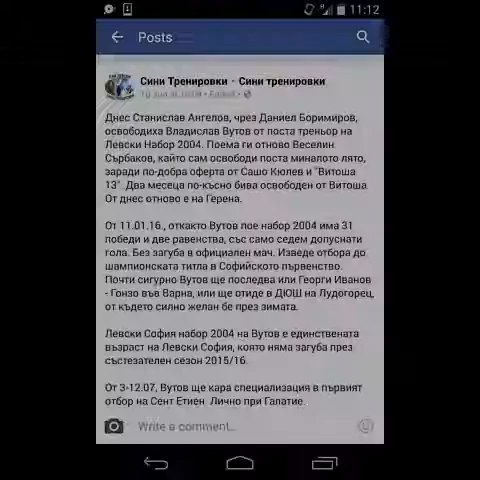 11:12
Posts
Сини Тренировки · Сини тренировки
Днес Станислав Ангелов, чрез Даниел Боримиров,
освободиха Владислав Вутов от поста треньор на
Левски Набор 2004. Поема ги отново Веселин
Сърбаков, кайто сам освободи поста миналото лято,
заради по-добра оферта от Сашо Кюлев и "Витоша
13". Два месеца по-късно бива освободен от Витоша.
От днес отново е на Герена.
От 11.01.16., откакто Вутов пое набор 2004 има 31
победи и две равенства, със само седем допуснати
гола. Без загуба в официален мач. Изведе отбора до
шампионската титла в Софийското първенство.
Почти сигурно Вутов ще последва или Георги Иванов
- Гонзо във Варна, или ще отиде в ДЮШ на Лудогорец,
от където силно желан бе през зимата.
Левски София набор 2004 на Вутов е единствената
възраст на Левски София, която няма загуба през
състезателен сезон 2015/16.
От 3-12.07, Вутов ще кара специализация в първият
отбор на Сент Етиен. Лично при Галатие.
Write a comment...